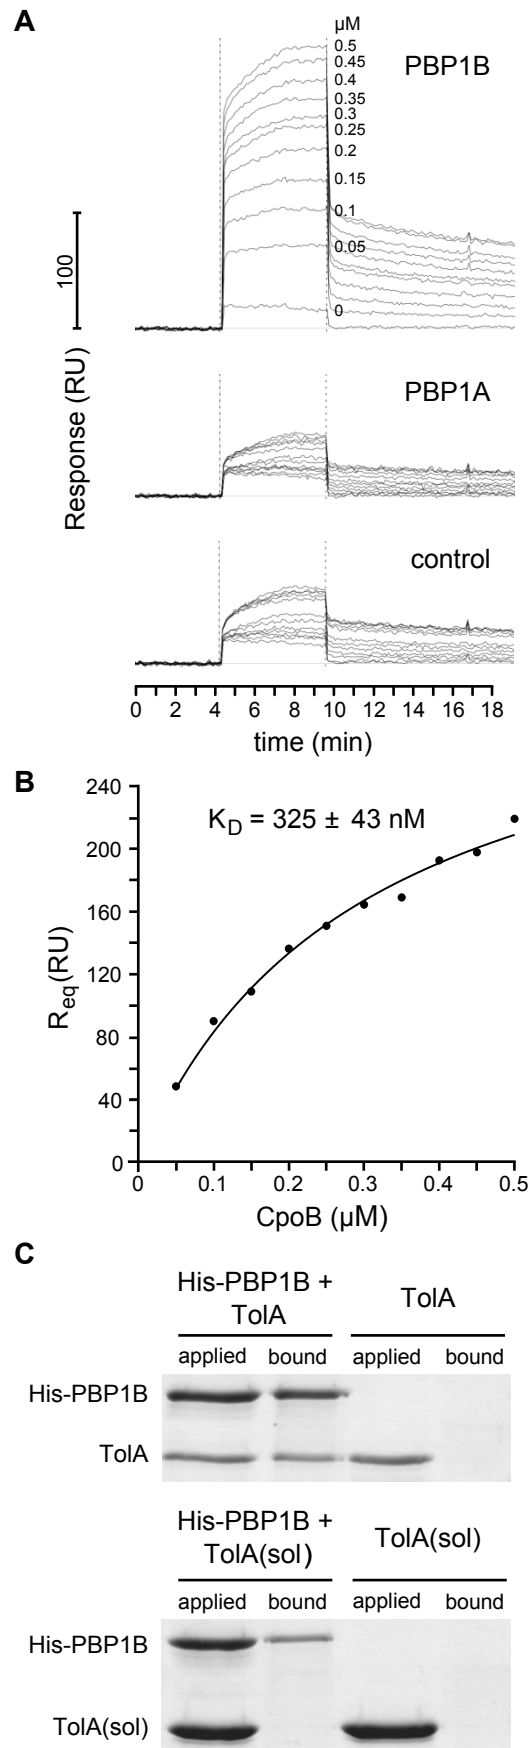 A
µM
0.5
0.45
0.4
0.35
0.3
0.25
0.2
0.15
0.1
0.05
0
PBP1B
100
Response (RU)
PBP1A
control
0 2 4 6 8 10 12 14 16 18
time (min)
B
K_D = 325 ± 43 nM
240
200
160
120
80
40
0
R_eq(RU)
0 0.1 0.2 0.3 0.4 0.5
CpoB (µM)
C
His-PBP1B +
TolA
TolA
applied bound applied bound
His-PBP1B
TolA
His-PBP1B +
TolA(sol)
TolA(sol)
applied bound applied bound
His-PBP1B
TolA(sol)